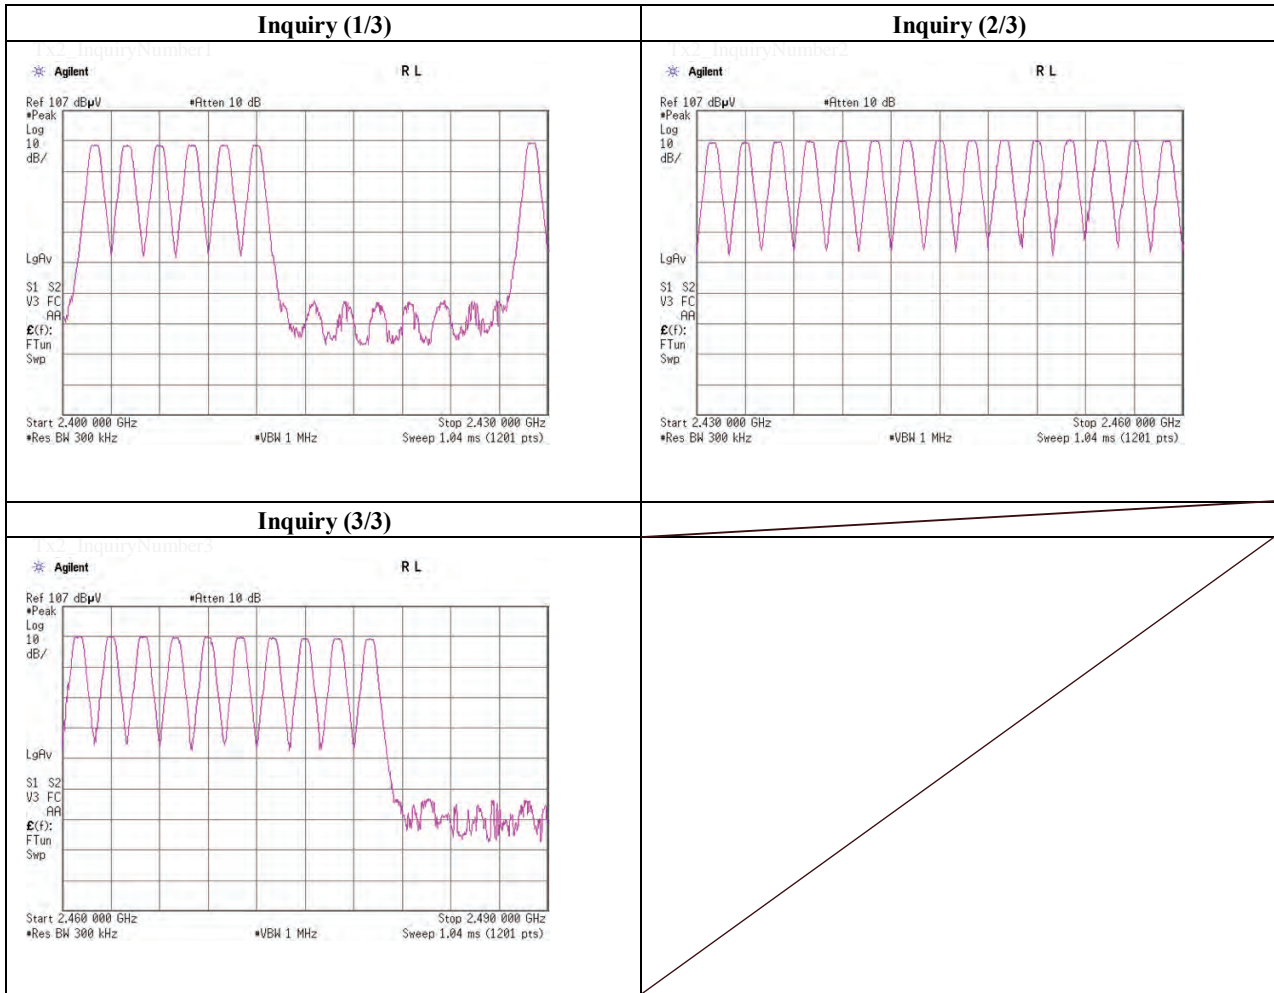 Inquiry (1/3)
Inquiry (2/3)
Tx2_InquiryNumber1
Agilent
R L
Ref 107 dBµV
#Atten 10 dB
#Peak
Log
10
dB/
LgAv
S1 S2
V3 FC
AA
£(f):
FTun
Swp
Start 2.400 000 GHz
Stop 2.430 000 GHz
#Res BW 300 kHz
#VBW 1 MHz
Sweep 1.04 ms (1201 pts)
Tx2_InquiryNumber2
Agilent
R L
Ref 107 dBµV
#Atten 10 dB
#Peak
Log
10
dB/
LgAv
S1 S2
V3 FC
AA
£(f):
FTun
Swp
Start 2.430 000 GHz
Stop 2.460 000 GHz
#Res BW 300 kHz
#VBW 1 MHz
Sweep 1.04 ms (1201 pts)
Inquiry (3/3)
Tx2_InquiryNumber3
Agilent
R L
Ref 107 dBµV
#Atten 10 dB
#Peak
Log
10
dB/
LgAv
S1 S2
V3 FC
AA
£(f):
FTun
Swp
Start 2.460 000 GHz
Stop 2.490 000 GHz
#Res BW 300 kHz
#VBW 1 MHz
Sweep 1.04 ms (1201 pts)